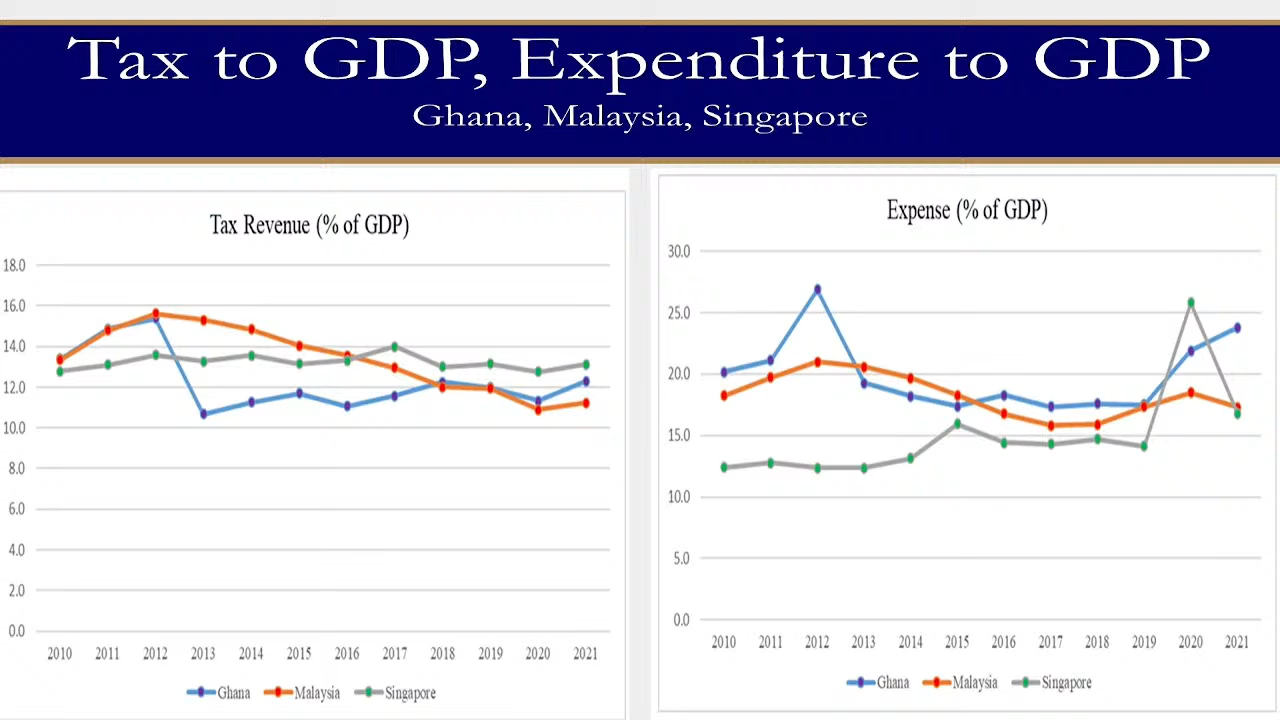 Tax to GDP, Expenditure to GDP
Ghana, Malaysia, Singapore
Tax Revenue (% of GDP)
18.0
16.0
14.0
12.0
10.0
8.0
6.0
4.0
2.0
0.0
2010 2011 2012 2013 2014 2015 2016 2017 2018 2019 2020 2021
Ghana Malaysia Singapore
Expense (% of GDP)
30.0
25.0
20.0
15.0
10.0
5.0
0.0
2010 2011 2012 2013 2014 2015 2016 2017 2018 2019 2020 2021
Ghana Malaysia Singapore